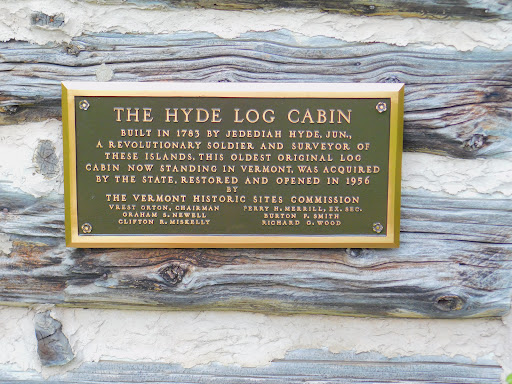 THE HYDE LOG CABIN
BUILT IN 1783 BY JEDEDIAH HYDE, JUN.,
A REVOLUTIONARY SOLDIER AND SURVEYOR OF
THESE ISLANDS, THIS OLDEST ORIGINAL LOG
CABIN NOW STANDING IN VERMONT, WAS ACQUIRED
BY THE STATE, RESTORED AND OPENED IN 1956
BY
THE VERMONT HISTORIC SITES COMMISSION
VREST ORTON, CHAIRMAN PERRY H. MERRILL, EX. SEC.
GRAHAM S. NEWELL BURTON P. SMITH
CLIFTON R. MISKELLY RICHARD G. WOOD